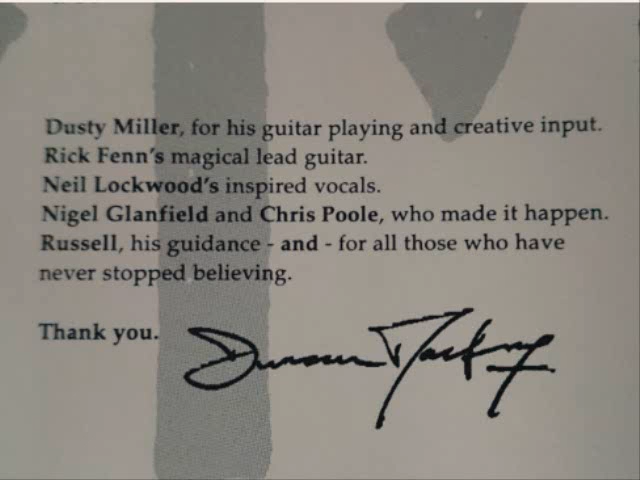 Dusty Miller, for his guitar playing and creative input.
Rick Fenn's magical lead guitar.
Neil Lockwood's inspired vocals.
Nigel Glanfield and Chris Poole, who made it happen.
Russell, his guidance - and - for all those who have
never stopped believing.
Thank you. Duncan Mackay